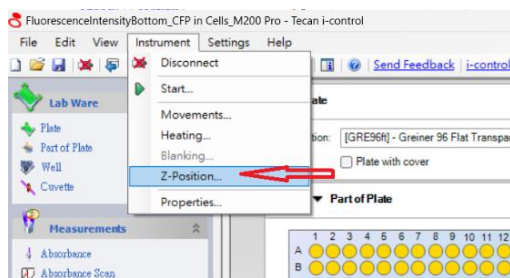 FluorescenceIntensityBottom_CFP in Cells_M200 Pro - Tecan i-control
File Edit View Instrument Settings Help
Send Feedback i-control
Disconnect
Start...
Movements...
Heating...
Blanking...
Z-Position...
Properties...
Lab Ware
Plate
Part of Plate
Well
Cuvette
Measurements
Absorbance
Absorbance Scan
ate
tion: [GRE96ft] - Greiner 96 Flat Transpa
Plate with cover
Part of Plate
1 2 3 4 5 6 7 8 9 10 11 12
A
B